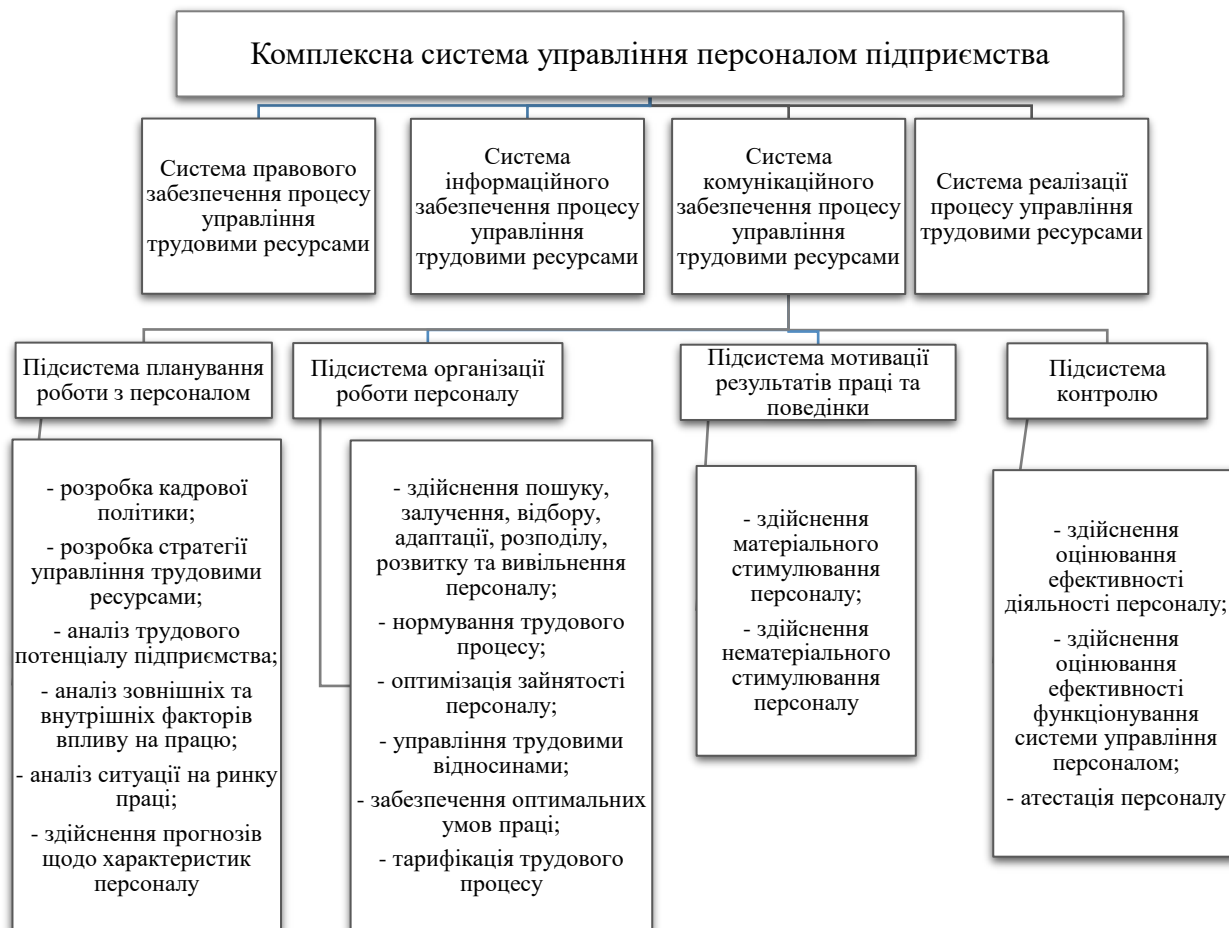 Комплексна система управління персоналом підприємства
Система правового
забезпечення процесу
управління
трудовими ресурсами
Система
інформаційного
забезпечення процесу
управління
трудовими ресурсами
Система
комунікаційного
забезпечення процесу
управління
трудовими ресурсами
Система реалізації
процесу управління
трудовими ресурсами
Підсистема планування
роботи з персоналом
Підсистема організації
роботи персоналу
Підсистема мотивації
результатів праці та
поведінки
Підсистема
контролю
- розробка кадрової
політики;
- розробка стратегії
управління трудовими
ресурсами;
- аналіз трудового
потенціалу підприємства;
- аналіз зовнішніх та
внутрішніх факторів
впливу на працю;
- аналіз ситуації на ринку
праці;
- здійснення прогнозів
щодо характеристик
персоналу
- здійснення пошуку,
залучення, відбору,
адаптації, розподілу,
розвитку та вивільнення
персоналу;
- нормування трудового
процесу;
- оптимізація зайнятості
персоналу;
- управління трудовими
відносинами;
- забезпечення оптимальних
умов праці;
- тарифікація трудового
процесу
- здійснення
матеріального
стимулювання
персоналу;
- здійснення
нематеріального
стимулювання
персоналу
- здійснення
оцінювання
ефективності
діяльності персоналу;
- здійснення
оцінювання
ефективності
функціонування
системи управління
персоналом;
- атестація персоналу